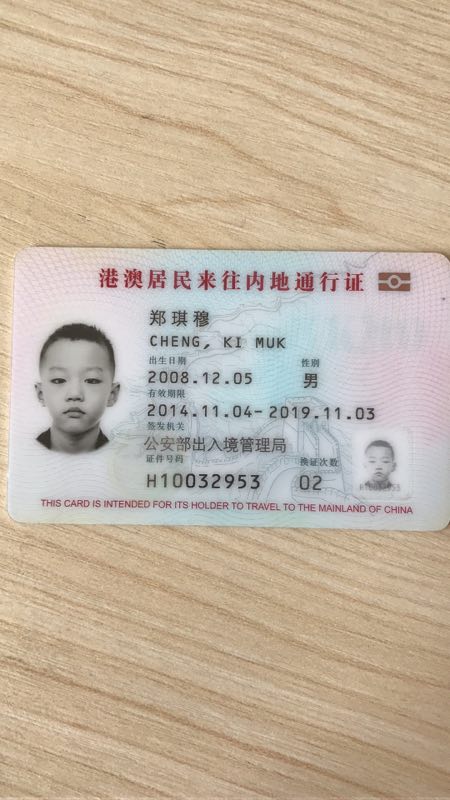 港澳居民来往内地通行证
郑琪穆
CHENG, KI MUK
出生日期 性别
2008.12.05 男
有效期限
2014.11.04-2019.11.03
签发机关
公安部出入境管理局
证件号码 换证次数
H10032953 02
H10032953
THIS CARD IS INTENDED FOR ITS HOLDER TO TRAVEL TO THE MAINLAND OF CHINA